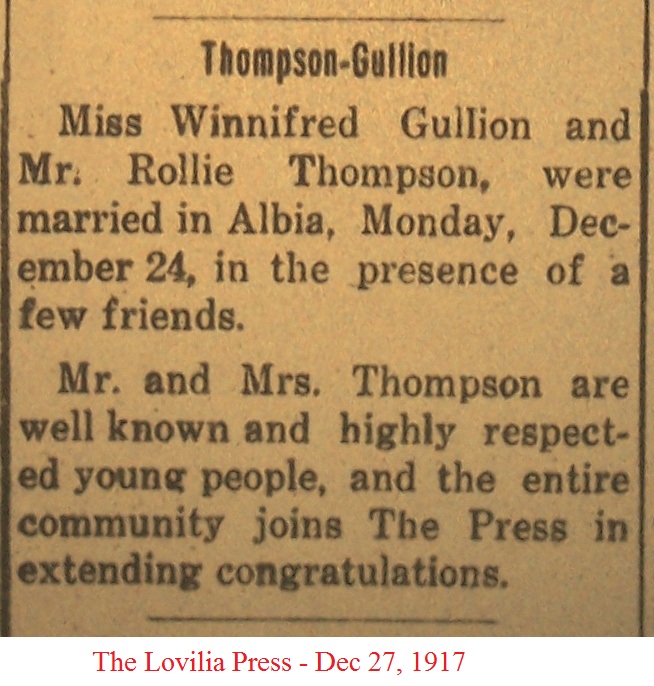 Thompson-Gullion
Miss Winnifred Gullion and
Mr. Rollie Thompson, were
married in Albia, Monday, Dec-
ember 24, in the presence of a
few friends.
Mr. and Mrs. Thompson are
well known and highly respect-
ed young people, and the entire
community joins The Press in
extending congratulations.
The Lovilia Press - Dec 27, 1917